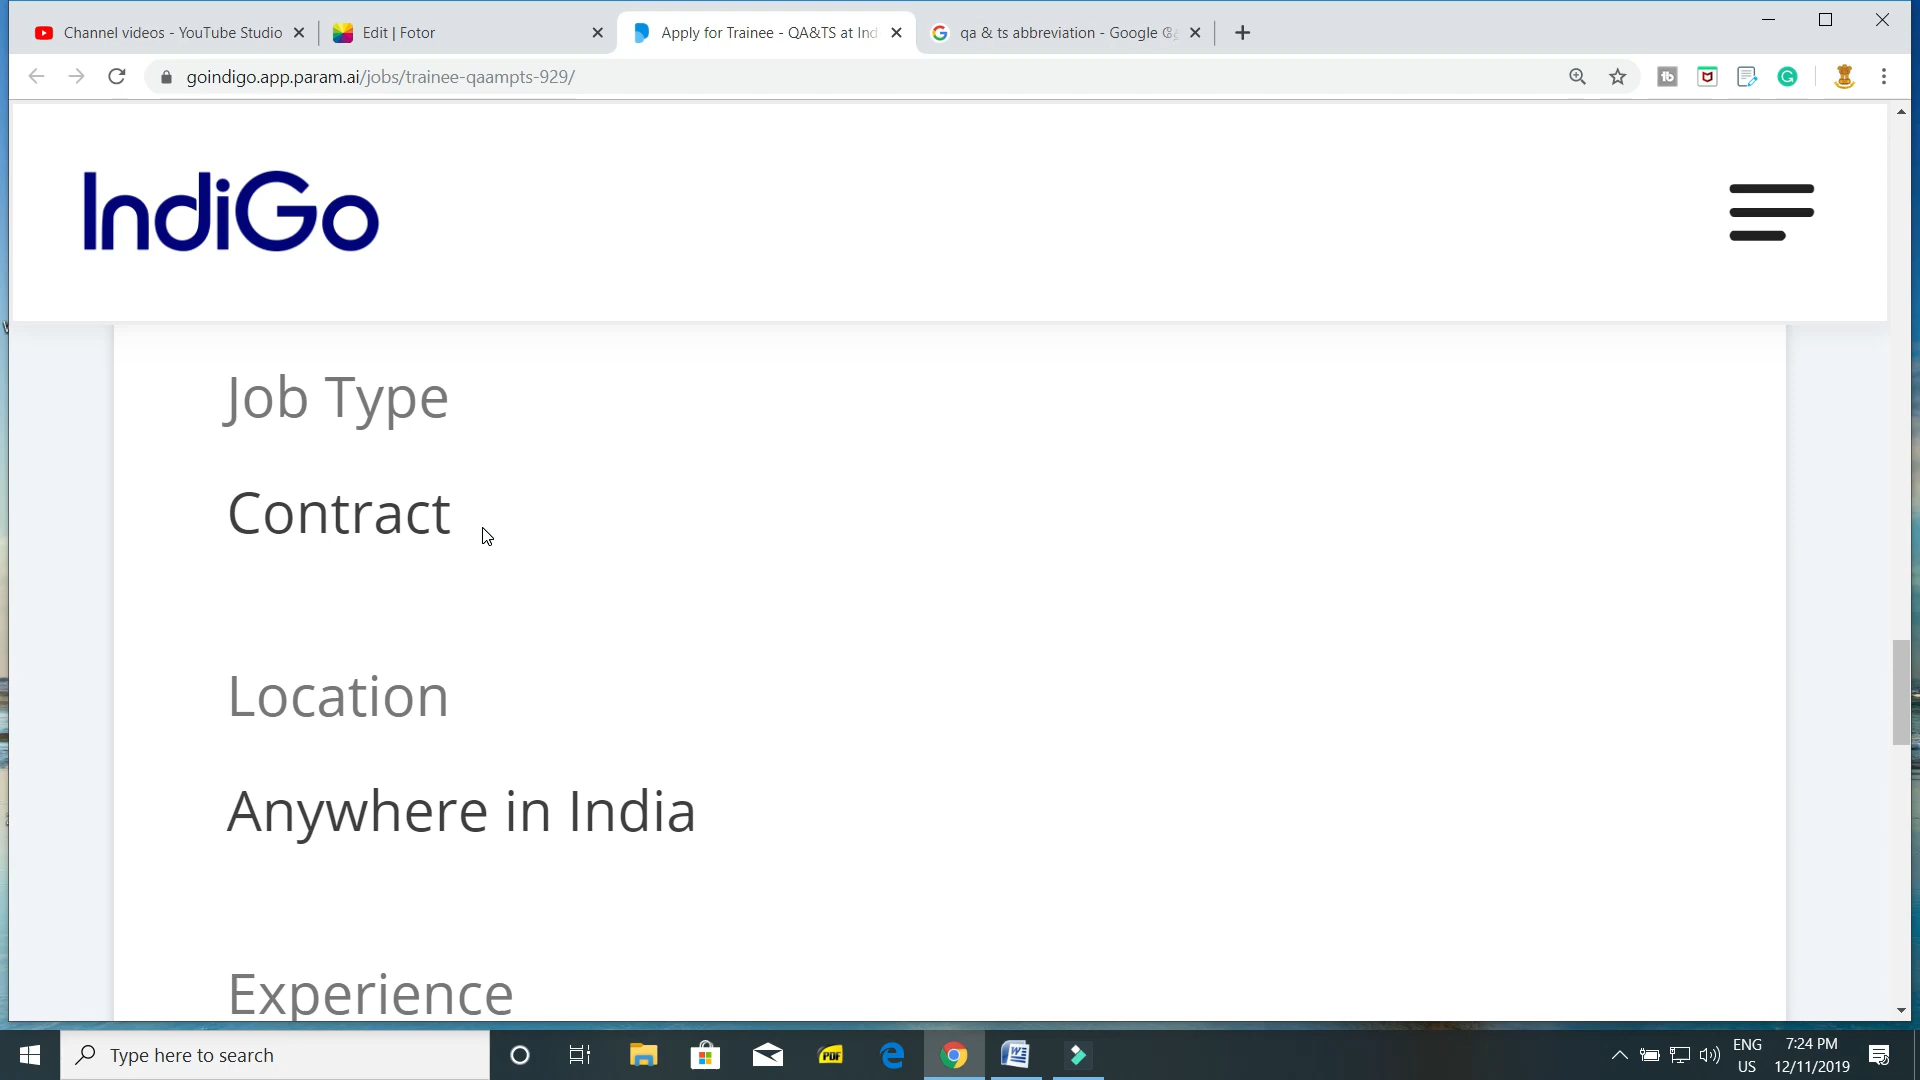 Channel videos - YouTube Studio
Edit | Fotor
Apply for Trainee - QA&TS at Ind
qa & ts abbreviation - Google
goindigo.app.param.ai/jobs/trainee-qaampts-929/
IndiGo
Job Type
Contract
Location
Anywhere in India
Experience
Type here to search
PDF
ENG
US
7:24 PM
12/11/2019